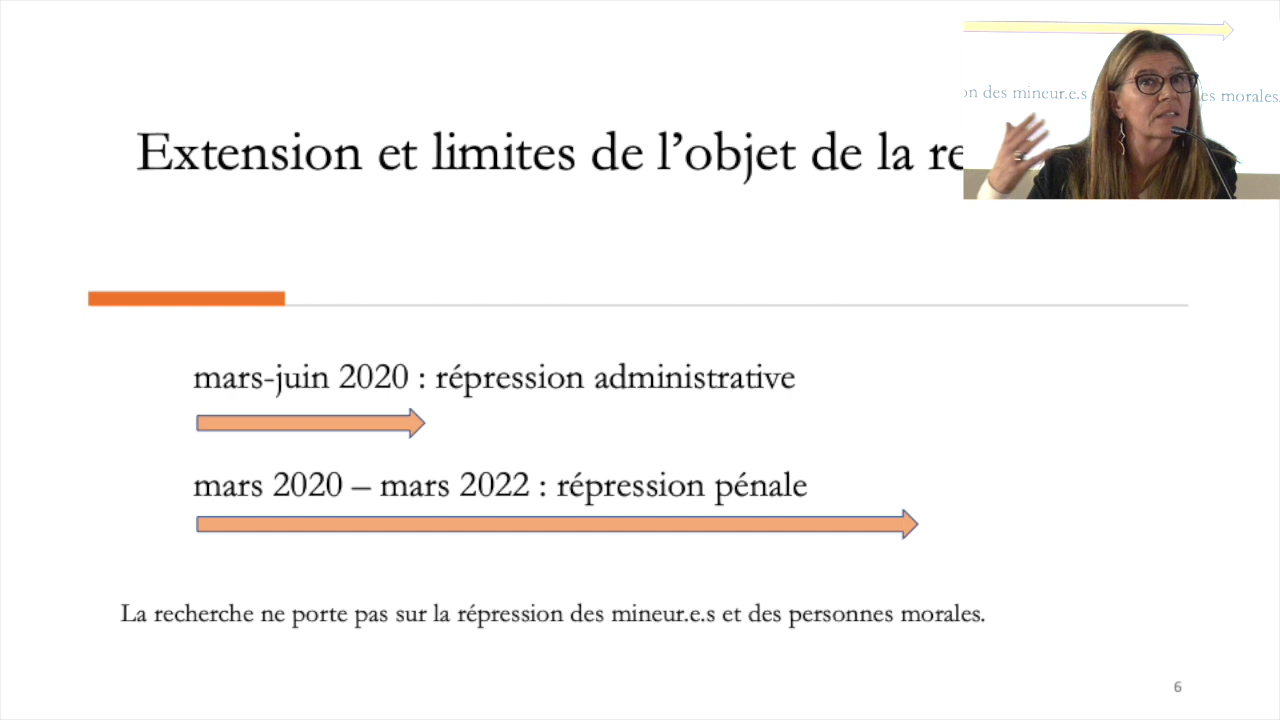 Extension et limites de l'objet de la re
on des mineur.e.s es morales.
mars-juin 2020 : répression administrative
mars 2020 – mars 2022 : répression pénale
La recherche ne porte pas sur la répression des mineur.e.s et des personnes morales.
6